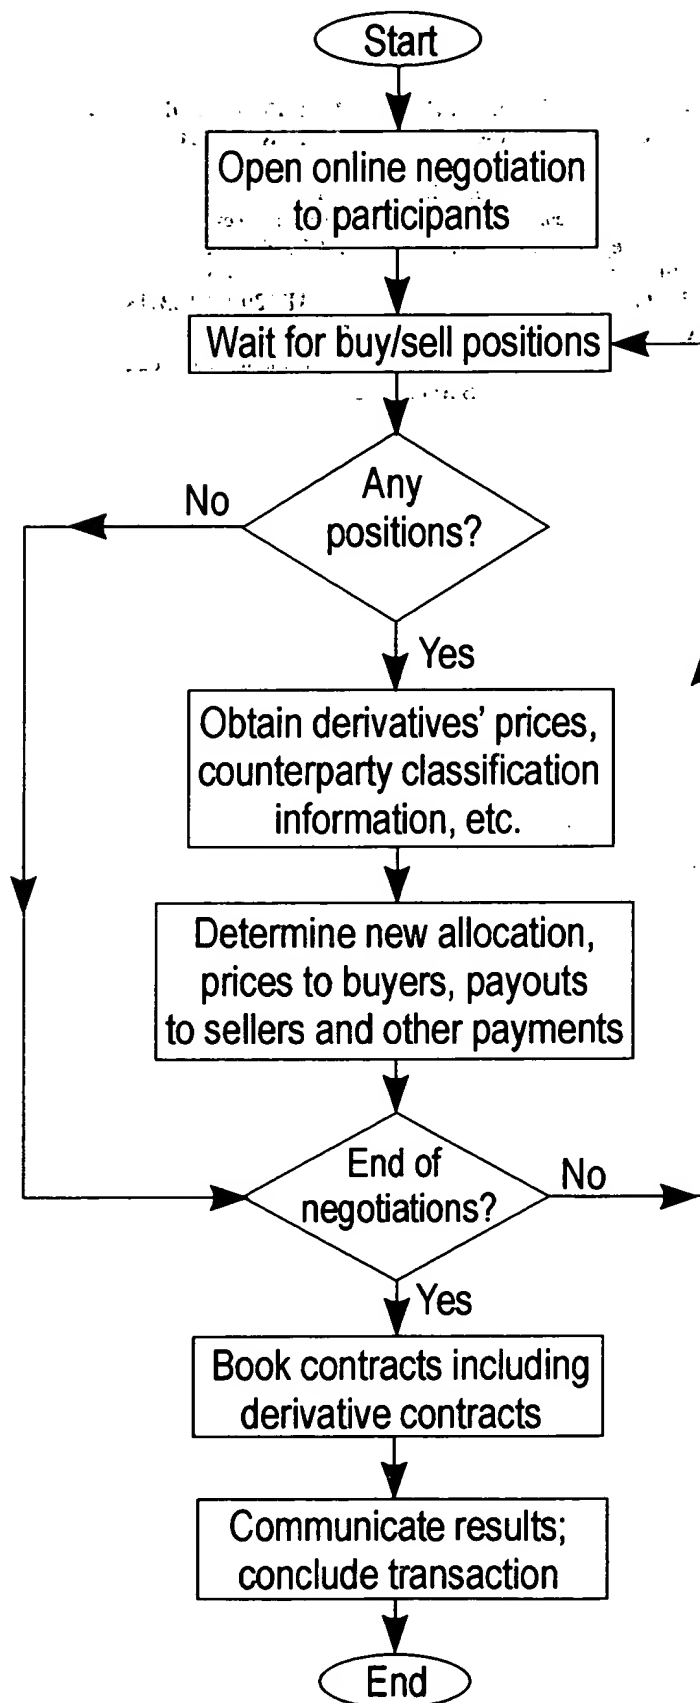 Start
Open online negotiation
to participants
Wait for buy/sell positions
Any
positions?
No
Yes
Obtain derivatives' prices,
counterparty classification
information, etc.
Determine new allocation,
prices to buyers, payouts
to sellers and other payments
End of
negotiations?
No
Yes
Book contracts including
derivative contracts
Communicate results;
conclude transaction
End